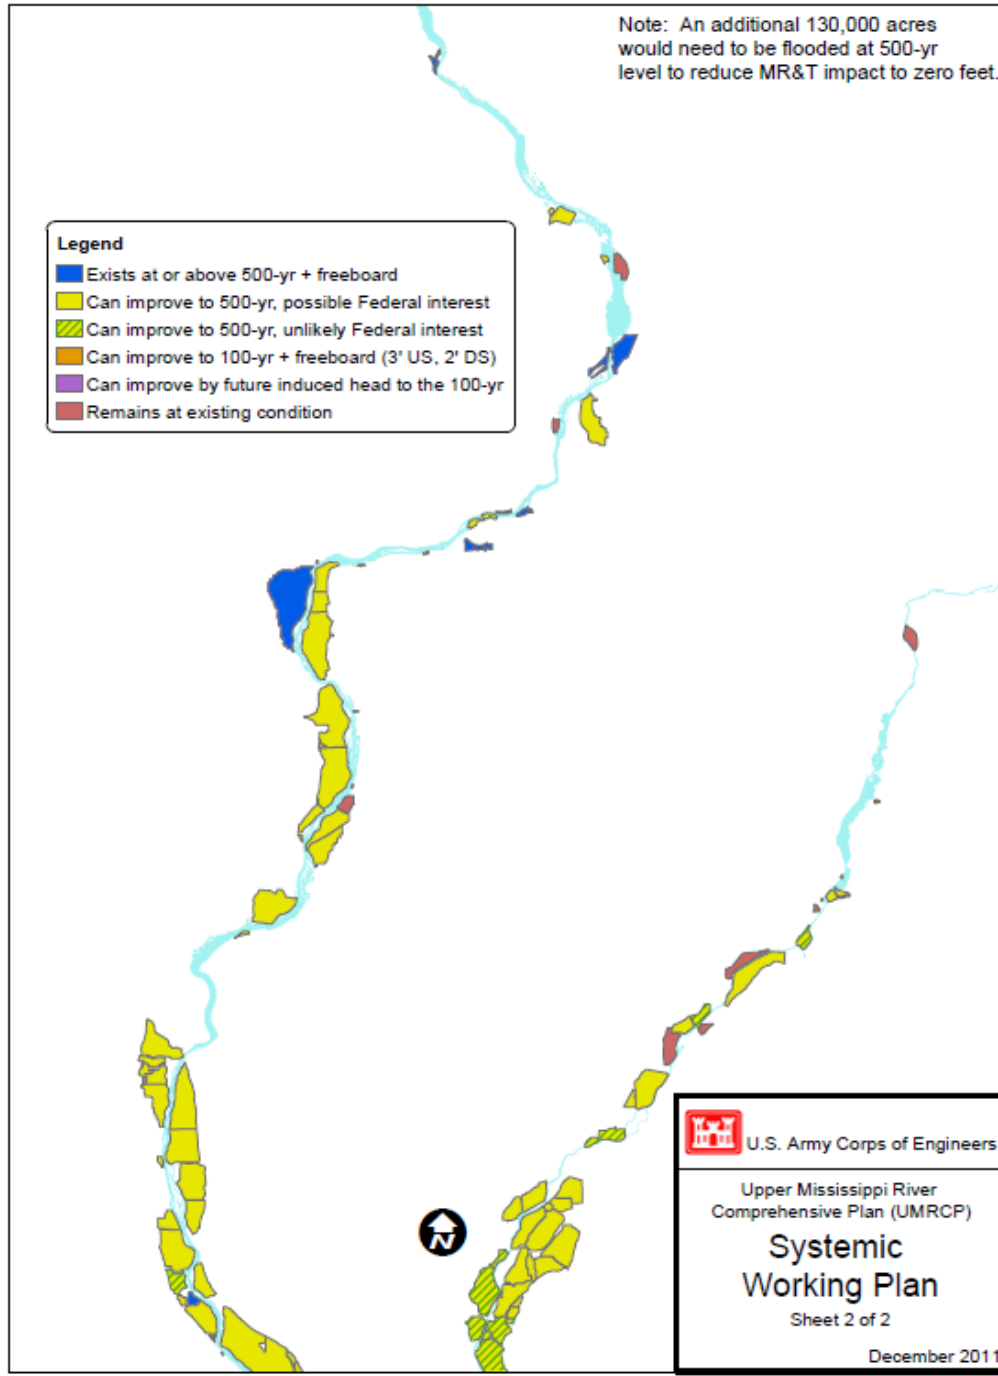 Note: An additional 130,000 acres
would need to be flooded at 500-yr
level to reduce MR&T impact to zero feet.
Legend
Exists at or above 500-yr + freeboard
Can improve to 500-yr, possible Federal interest
Can improve to 500-yr, unlikely Federal interest
Can improve to 100-yr + freeboard (3' US, 2' DS)
Can improve by future induced head to the 100-yr
Remains at existing condition
N
U.S. Army Corps of Engineers
Upper Mississippi River
Comprehensive Plan (UMRCP)
Systemic
Working Plan
Sheet 2 of 2
December 2011